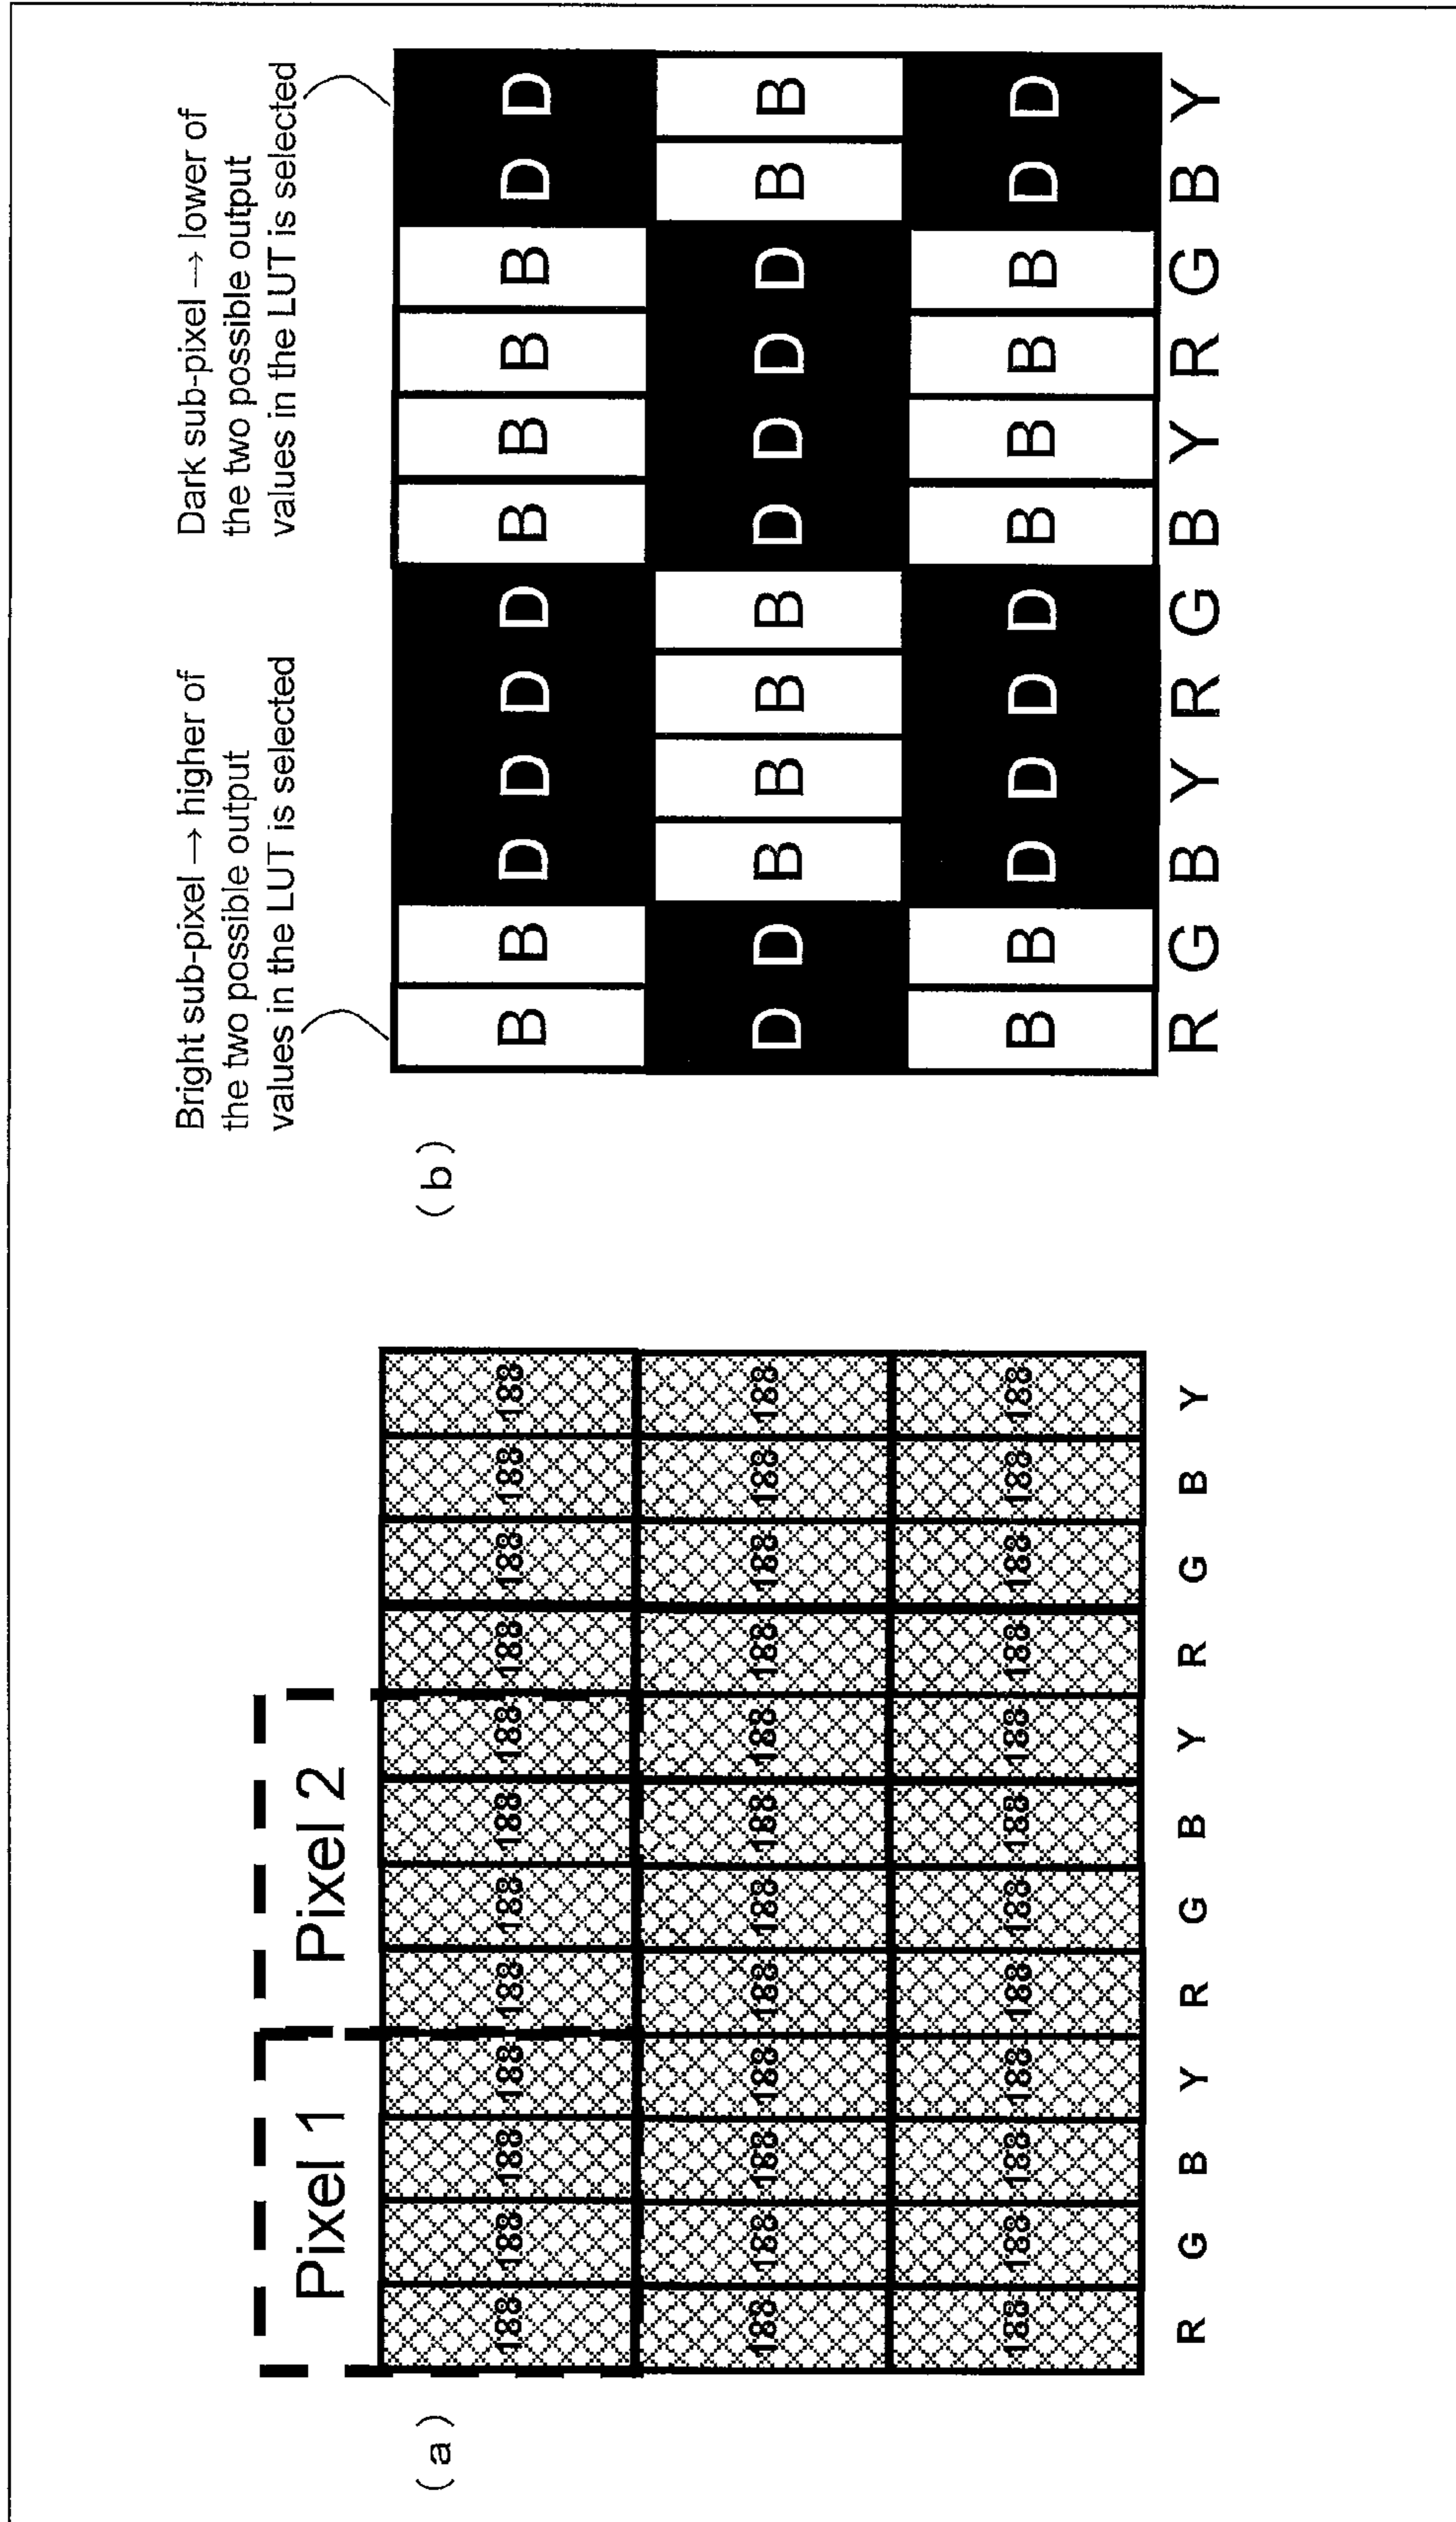 (a)
Pixel 1 Pixel 2
188 188 188 188 188 188 188 188 188 188 188 188
188 188 188 188 188 188 188 188 188 188 188 188
188 188 188 188 188 188 188 188 188 188 188 188
R G B Y R G B Y R G B Y
(b)
Bright sub-pixel → higher of
the two possible output
values in the LUT is selected
Dark sub-pixel → lower of
the two possible output
values in the LUT is selected
B B D D D D B B B B D D
D D B B B B D D D D B B
B B D D D D B B B B D D
R G B Y R G B Y R G B Y